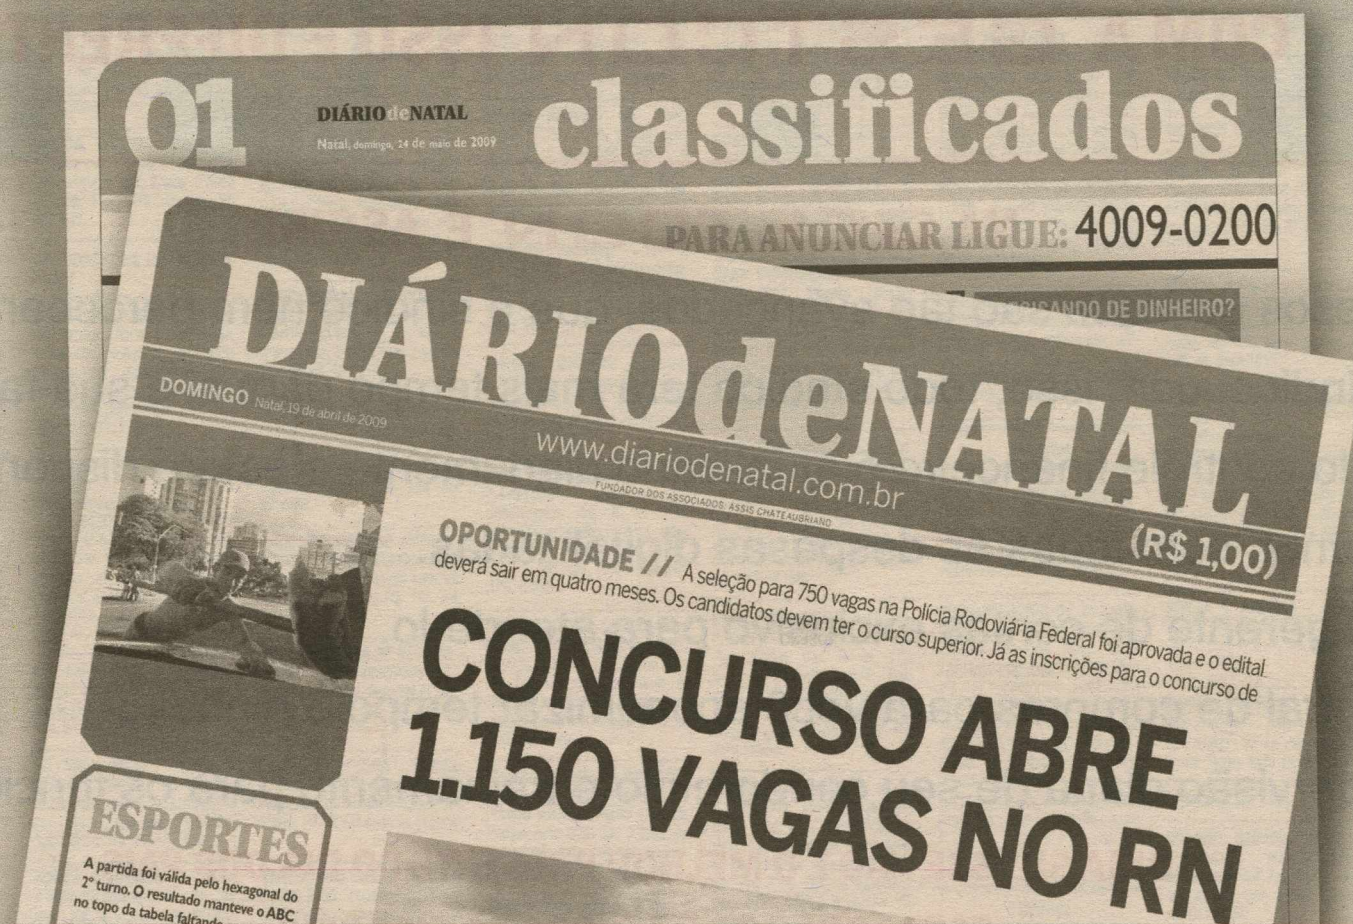 01
DIÁRIOdeNATAL
Natal, domingo, 24 de maio de 2009
classificados
PARA ANUNCIAR LIGUE: 4009-0200
DE DINHEIRO?
DIÁRIOdeNATAL
DOMINGO Natal, 19 de abril de 2009
www.diariodenatal.com.br
FUNDADOR DOS ASSOCIADOS: ASSIS CHATEAUBRIAND
(R$ 1,00)
OPORTUNIDADE // A seleção para 750 vagas na Polícia Rodoviária Federal foi aprovada e o edital
deverá sair em quatro meses. Os candidatos devem ter o curso superior. Já as inscrições para o concurso de
CONCURSO ABRE
1.150 VAGAS NO RN
ESPORTES
A partida foi válida pelo hexagonal do
2º turno. O resultado manteve o ABC
no topo da tabela faltando